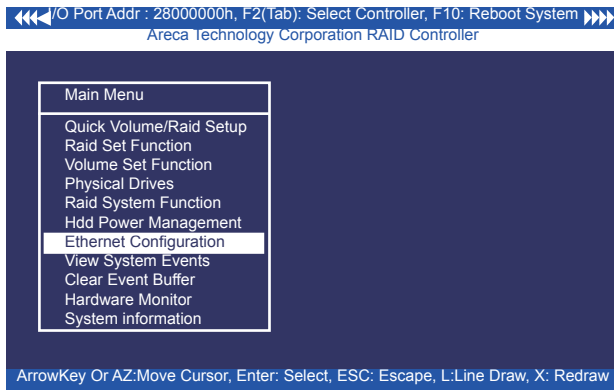 I/O Port Addr : 28000000h, F2(Tab): Select Controller, F10: Reboot System
Areca Technology Corporation RAID Controller
Main Menu
Quick Volume/Raid Setup
Raid Set Function
Volume Set Function
Physical Drives
Raid System Function
Hdd Power Management
Ethernet Configuration
View System Events
Clear Event Buffer
Hardware Monitor
System information
ArrowKey Or AZ:Move Cursor, Enter: Select, ESC: Escape, L:Line Draw, X: Redraw